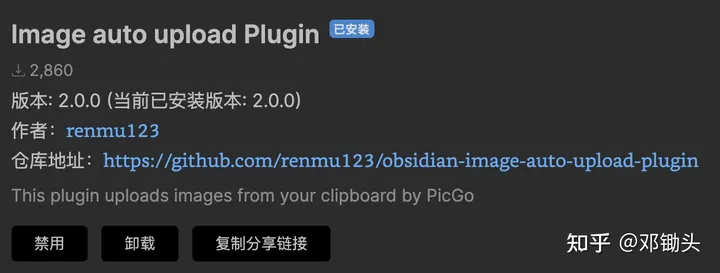 Image auto upload Plugin 已安装
2,860
版本: 2.0.0 (当前已安装版本: 2.0.0)
作者：renmu123
仓库地址：https://github.com/renmu123/obsidian-image-auto-upload-plugin
This plugin uploads images from your clipboard by PicGo
禁用 卸载 复制分享链接
知乎 @邓锄头